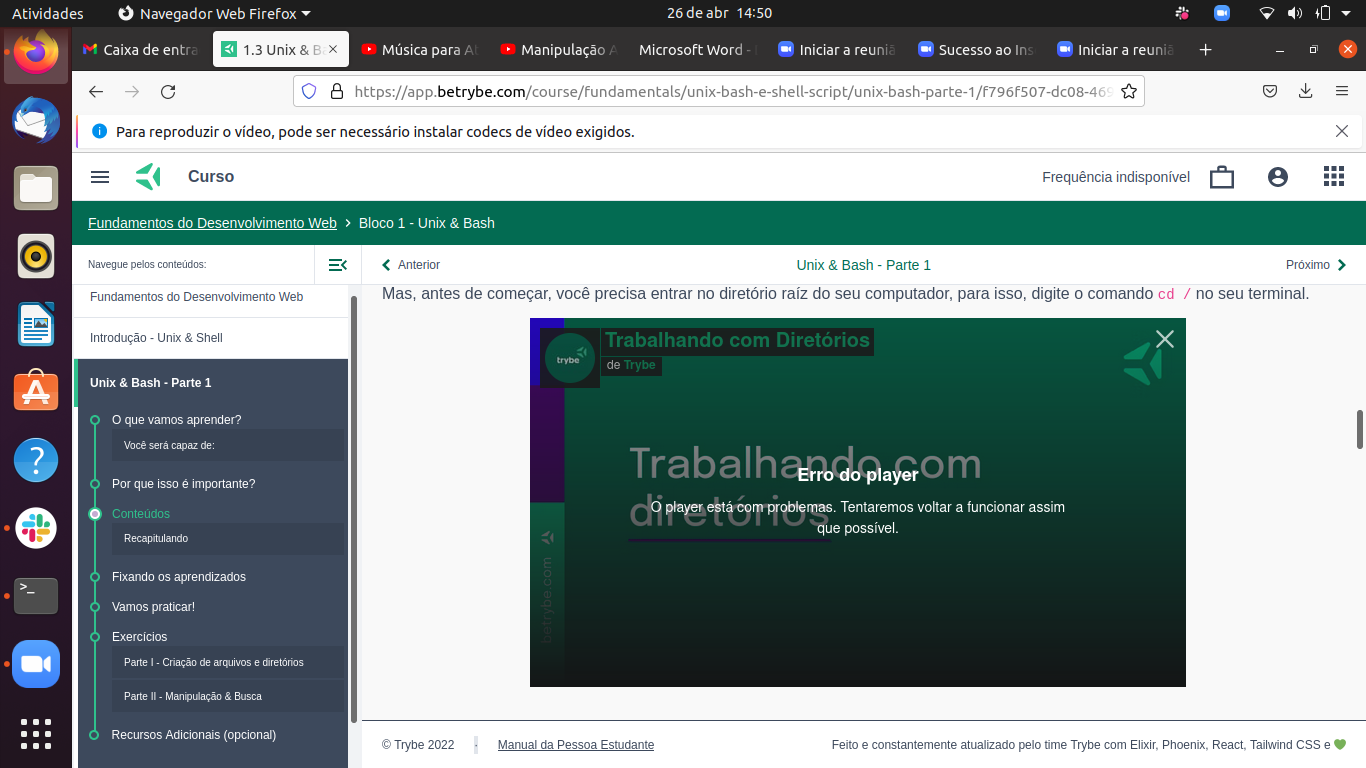 Atividades
Navegador Web Firefox
26 de abr 14:50
Caixa de entra
1.3 Unix & Ba
Música para At
Manipulação A
Microsoft Word -
Iniciar a reuniã
Sucesso ao Ins
Iniciar a reuniã
https://app.betrybe.com/course/fundamentals/unix-bash-e-shell-script/unix-bash-parte-1/f796f507-dc08-469
Para reproduzir o vídeo, pode ser necessário instalar codecs de vídeo exigidos.
Curso
Frequência indisponível
Fundamentos do Desenvolvimento Web
Bloco 1 - Unix & Bash
Navegue pelos conteúdos:
Anterior
Unix & Bash - Parte 1
Próximo
Fundamentos do Desenvolvimento Web
Introdução - Unix & Shell
Unix & Bash - Parte 1
O que vamos aprender?
Você será capaz de:
Por que isso é importante?
Conteúdos
Recapitulando
Fixando os aprendizados
Vamos praticar!
Exercícios
Parte I - Criação de arquivos e diretórios
Parte II - Manipulação & Busca
Recursos Adicionais (opcional)
Mas, antes de começar, você precisa entrar no diretório raíz do seu computador, para isso, digite o comando cd / no seu terminal.
trybe
Trabalhando com Diretórios
de Trybe
Trabalhando com
diretórios
Erro do player
O player está com problemas. Tentaremos voltar a funcionar assim
que possível.
betrybe.com
© Trybe 2022
-
Manual da Pessoa Estudante
Feito e constantemente atualizado pelo time Trybe com Elixir, Phoenix, React, Tailwind CSS e 💚